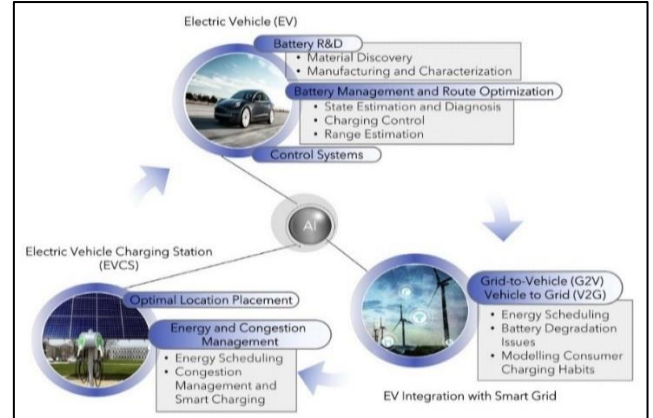 Electric Vehicle (EV)
Battery R&D
• Material Discovery
• Manufacturing and Characterization
Battery Management and Route Optimization
• State Estimation and Diagnosis
• Charging Control
• Range Estimation
Control Systems
AI
Electric Vehicle Charging Station
(EVCS)
Optimal Location Placement
Energy and Congestion
Management
• Energy Scheduling
• Congestion
Management and
Smart Charging
Grid-to-Vehicle (G2V)
Vehicle to Grid (V2G)
• Energy Scheduling
• Battery Degradation
Issues
• Modelling Consumer
Charging Habits
EV Integration with Smart Grid